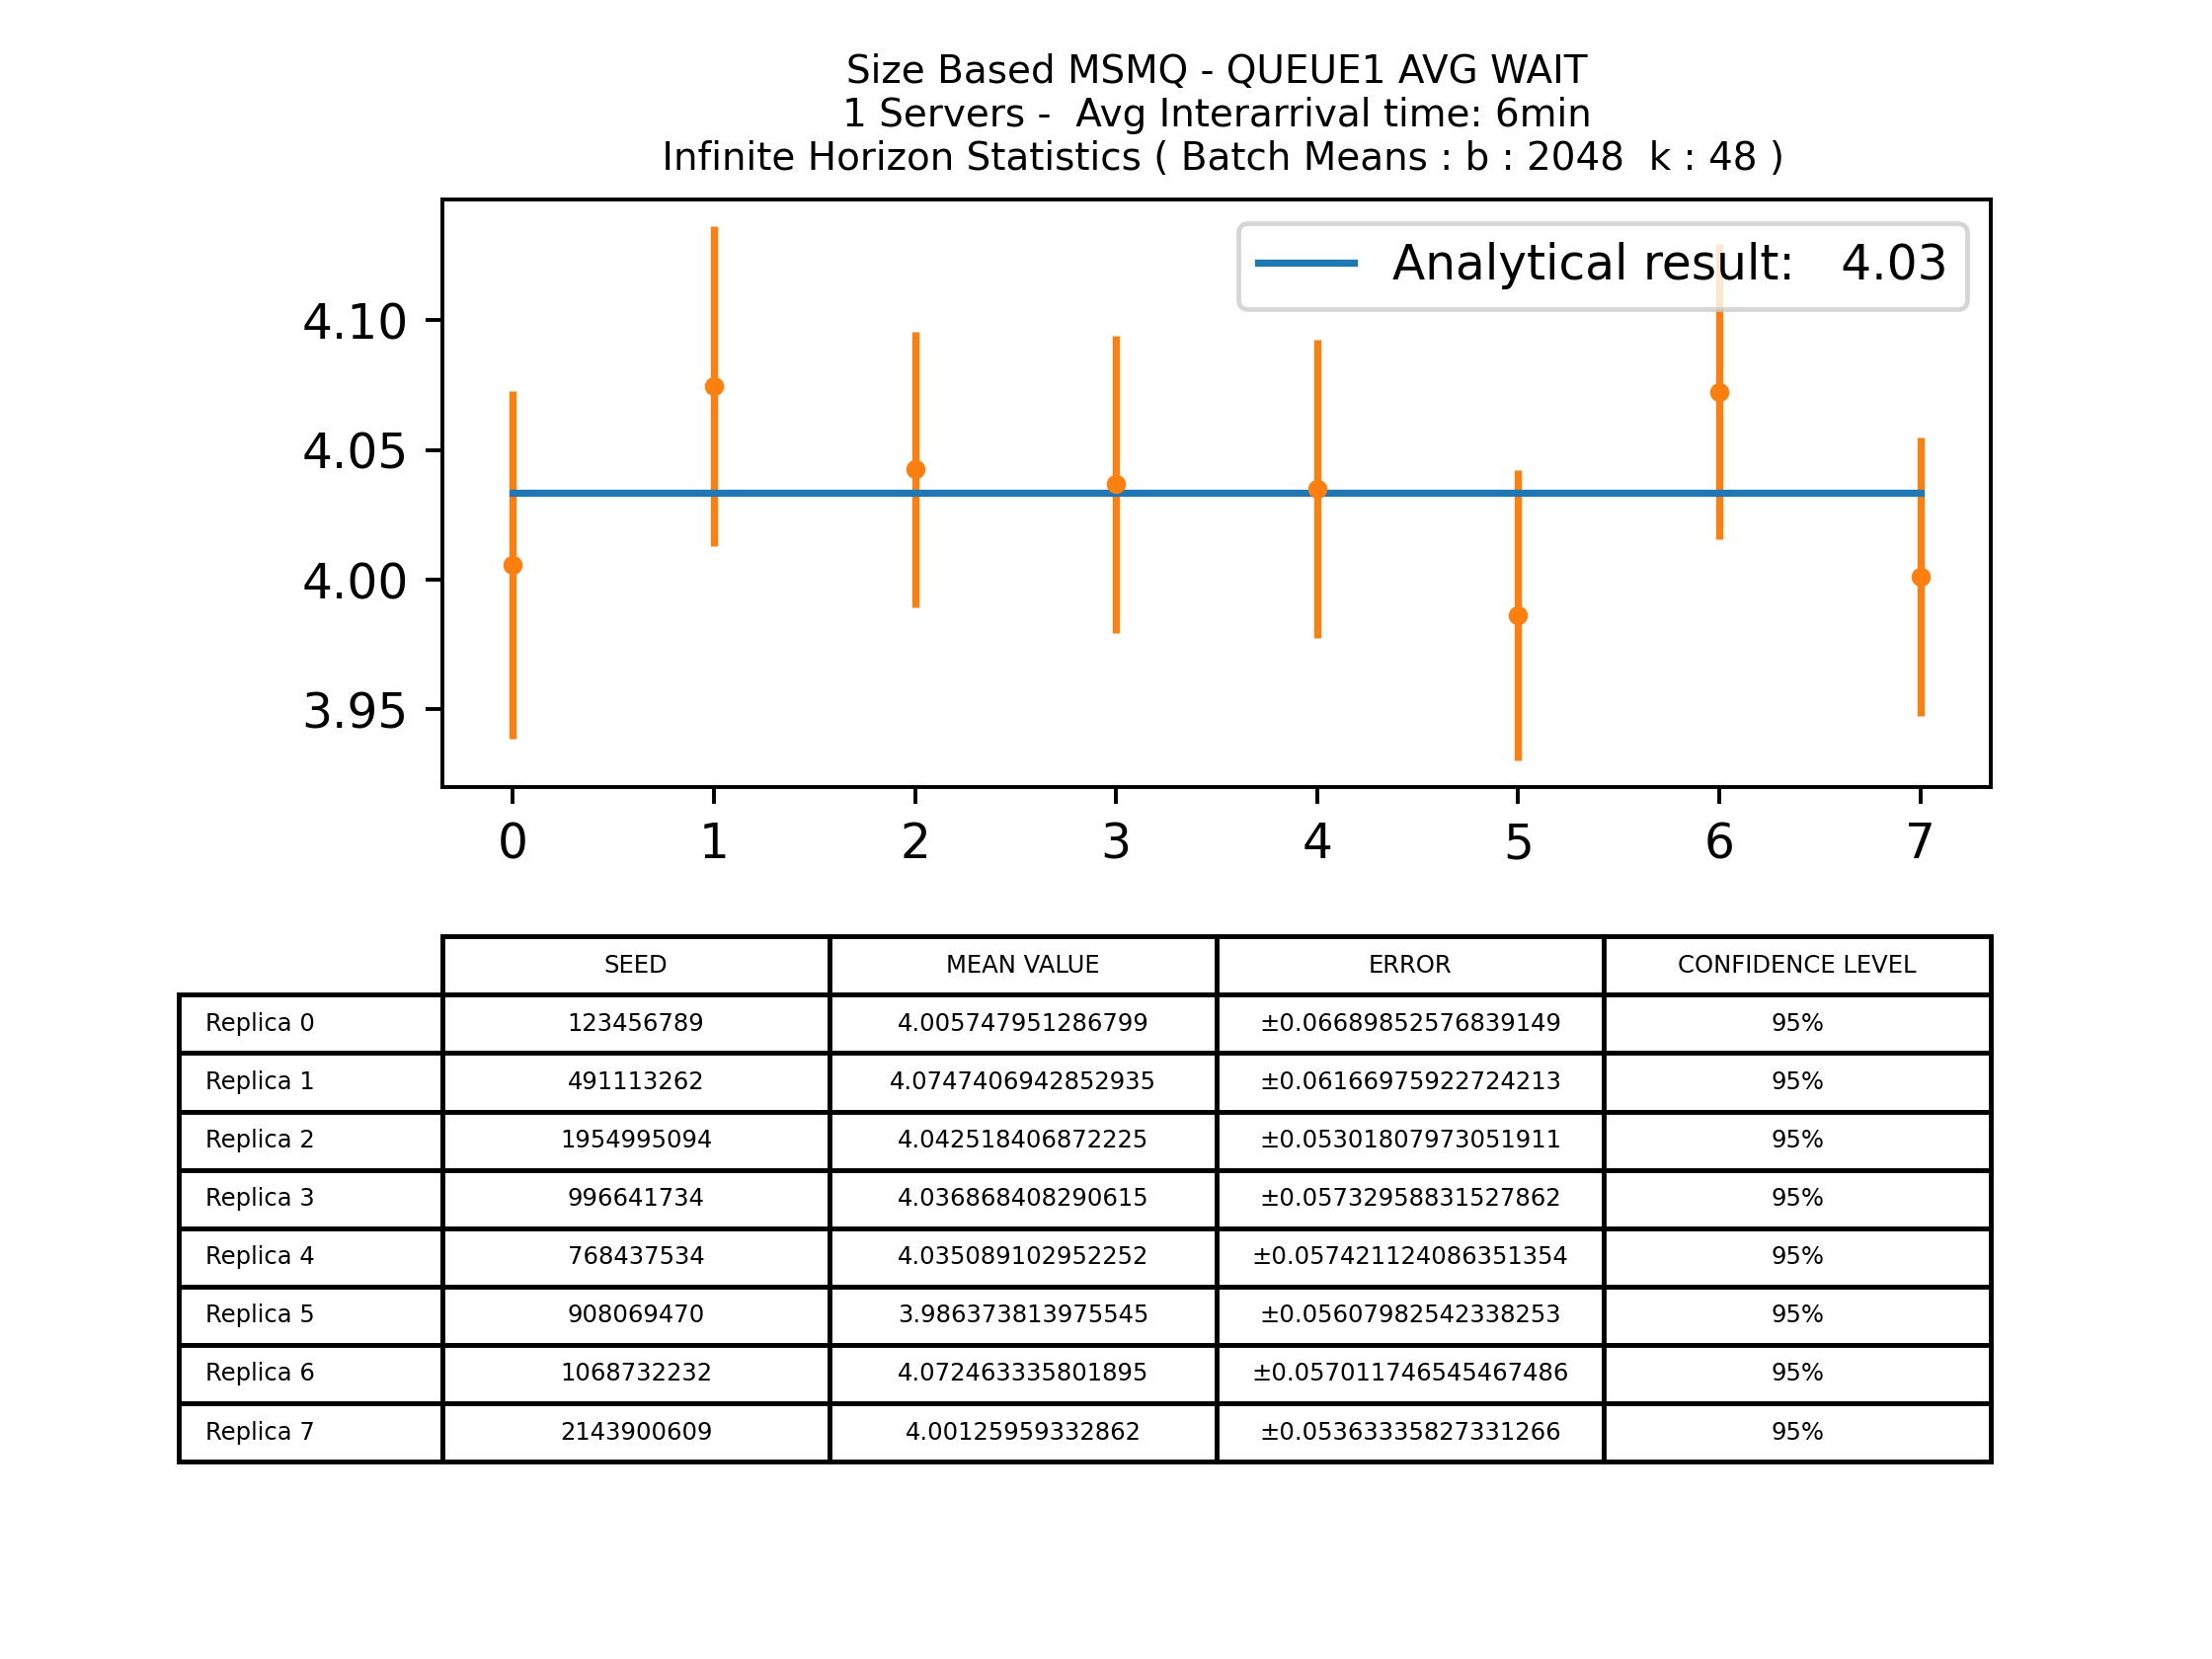 Size Based MSMQ - QUEUE1 AVG WAIT
1 Servers -  Avg Interarrival time: 6min
Infinite Horizon Statistics ( Batch Means : b : 2048  k : 48 )
Analytical result:   4.03
4.10
4.05
4.00
3.95
0 1 2 3 4 5 6 7
SEED MEAN VALUE ERROR CONFIDENCE LEVEL
Replica 0 123456789 4.005747951286799 ±0.06689852576839149 95%
Replica 1 491113262 4.0747406942852935 ±0.06166975922724213 95%
Replica 2 1954995094 4.042518406872225 ±0.05301807973051911 95%
Replica 3 996641734 4.036868408290615 ±0.05732958831527862 95%
Replica 4 768437534 4.035089102952252 ±0.057421124086351354 95%
Replica 5 908069470 3.986373813975545 ±0.05607982542338253 95%
Replica 6 1068732232 4.072463335801895 ±0.057011746545467486 95%
Replica 7 2143900609 4.00125959332862 ±0.05363335827331266 95%